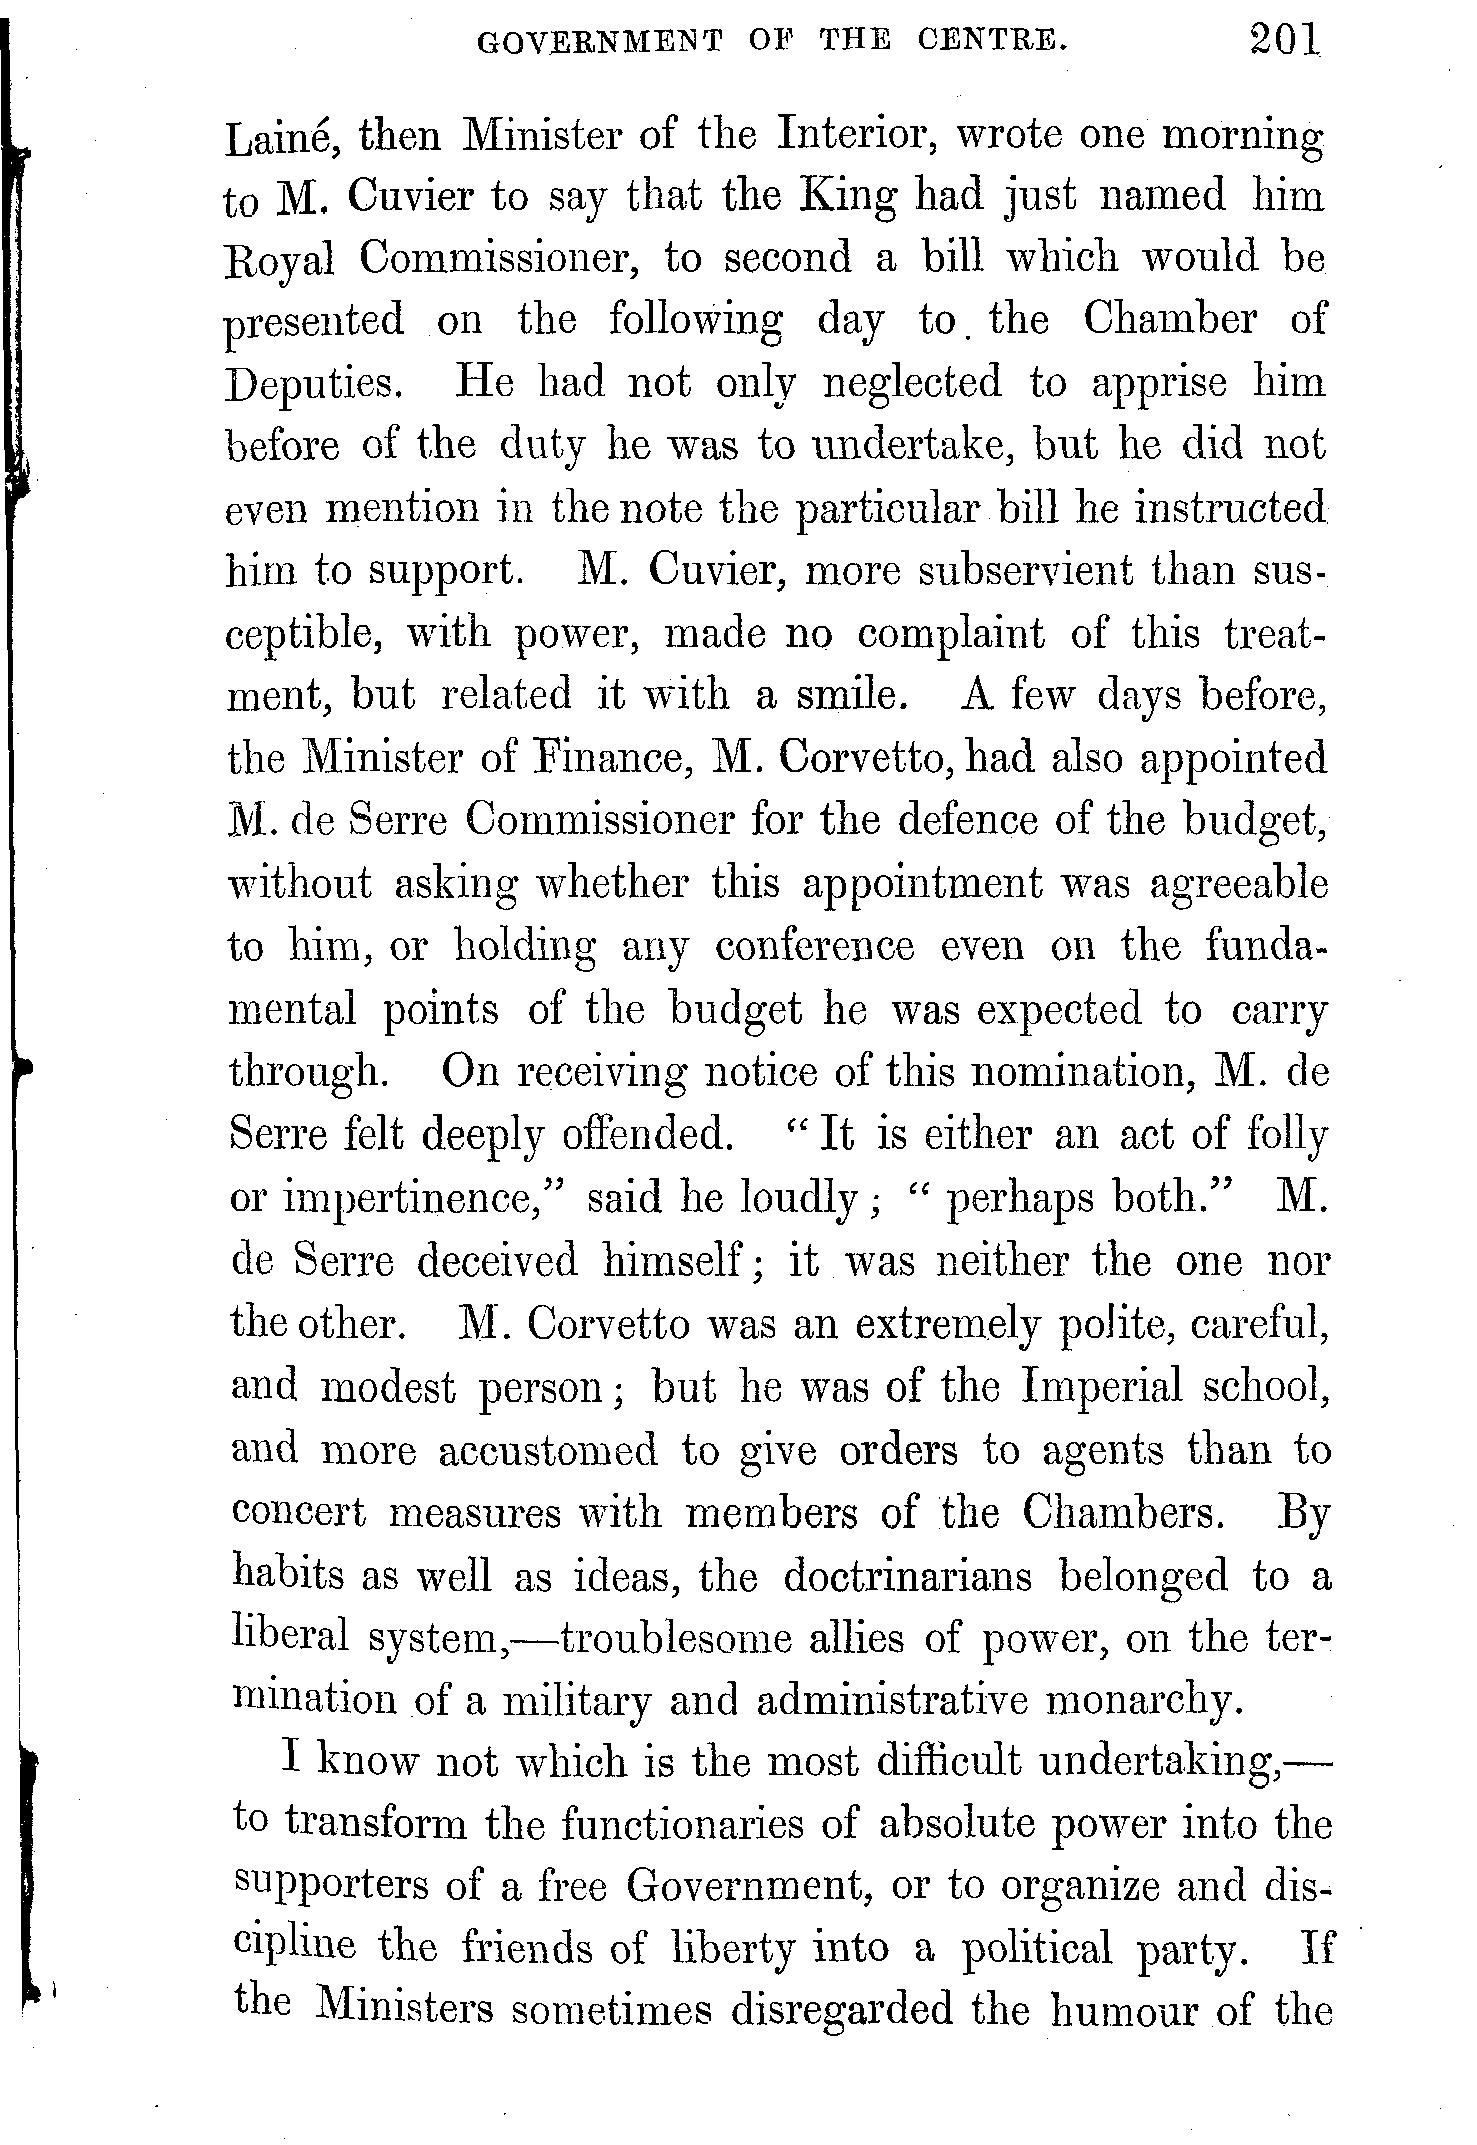 GOVERNMENT OF THE CENTRE. 201
Lainé, then Minister of the Interior, wrote one morning
to M. Cuvier to say that the King had just named him
Royal Commissioner, to second a bill which would be
presented on the following day to the Chamber of
Deputies. He had not only neglected to apprise him
before of the duty he was to undertake, but he did not
even mention in the note the particular bill he instructed
him to support. M. Cuvier, more subservient than sus-
ceptible, with power, made no complaint of this treat-
ment, but related it with a smile. A few days before,
the Minister of Finance, M. Corvetto, had also appointed
M. de Serre Commissioner for the defence of the budget,
without asking whether this appointment was agreeable
to him, or holding any conference even on the funda-
mental points of the budget he was expected to carry
through. On receiving notice of this nomination, M. de
Serre felt deeply offended. “ It is either an act of folly
or impertinence,” said he loudly ; “ perhaps both.” M.
de Serre deceived himself ; it was neither the one nor
the other. M. Corvetto was an extremely polite, careful,
and modest person ; but he was of the Imperial school,
and more accustomed to give orders to agents than to
concert measures with members of the Chambers. By
habits as well as ideas, the doctrinarians belonged to a
liberal system,—troublesome allies of power, on the ter-
mination of a military and administrative monarchy.
I know not which is the most difficult undertaking,—
to transform the functionaries of absolute power into the
supporters of a free Government, or to organize and dis-
cipline the friends of liberty into a political party. If
the Ministers sometimes disregarded the humour of the